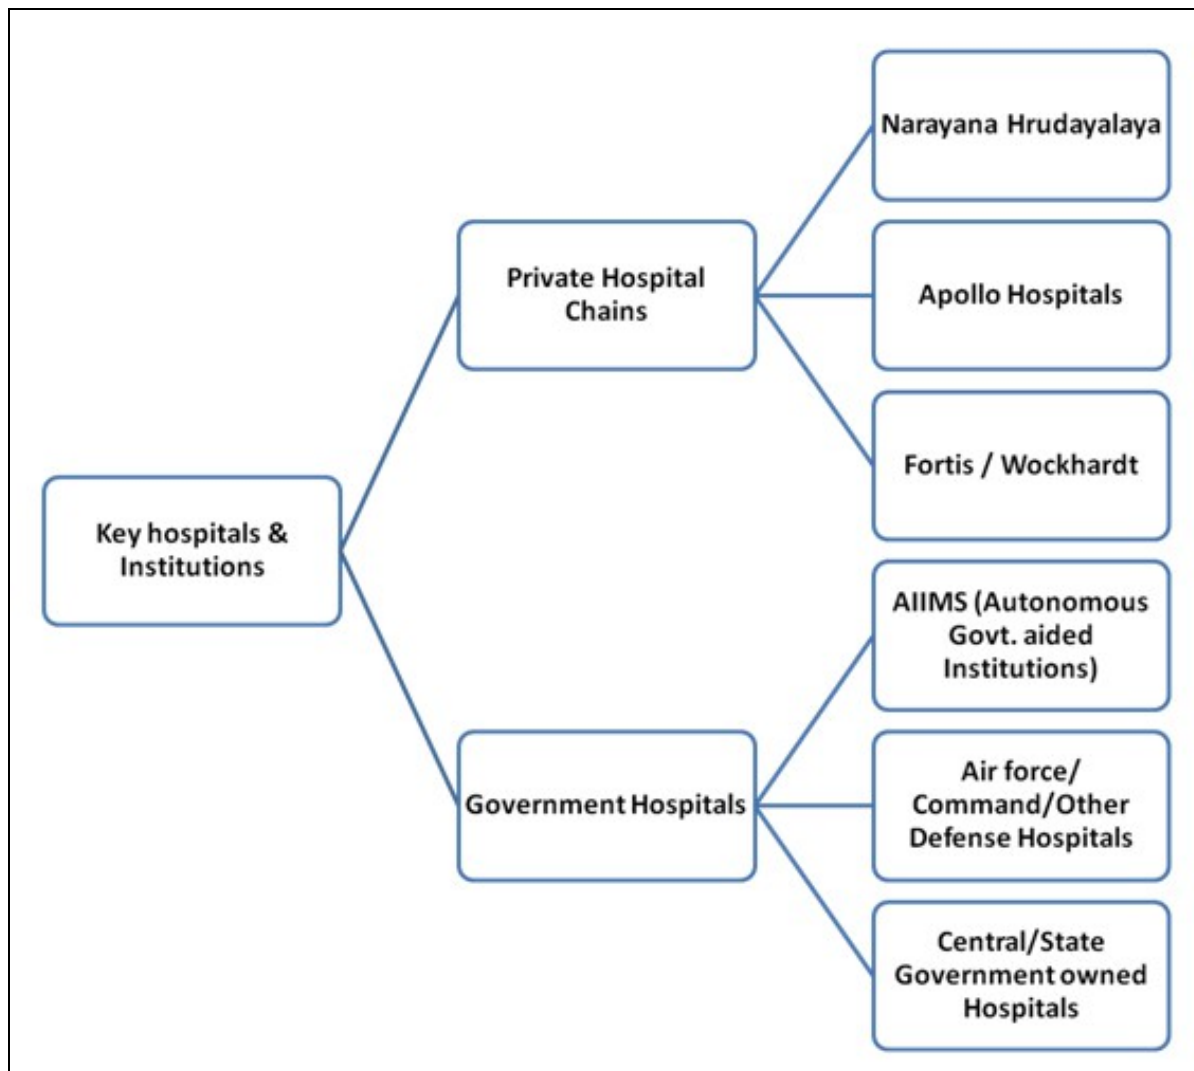 Narayana Hrudayalaya
Private Hospital
Chains
Apollo Hospitals
Fortis / Wockhardt
Key hospitals &
Institutions
AIIMS (Autonomous
Govt. aided
Institutions)
Government Hospitals
Air force/
Command/Other
Defense Hospitals
Central/State
Government owned
Hospitals